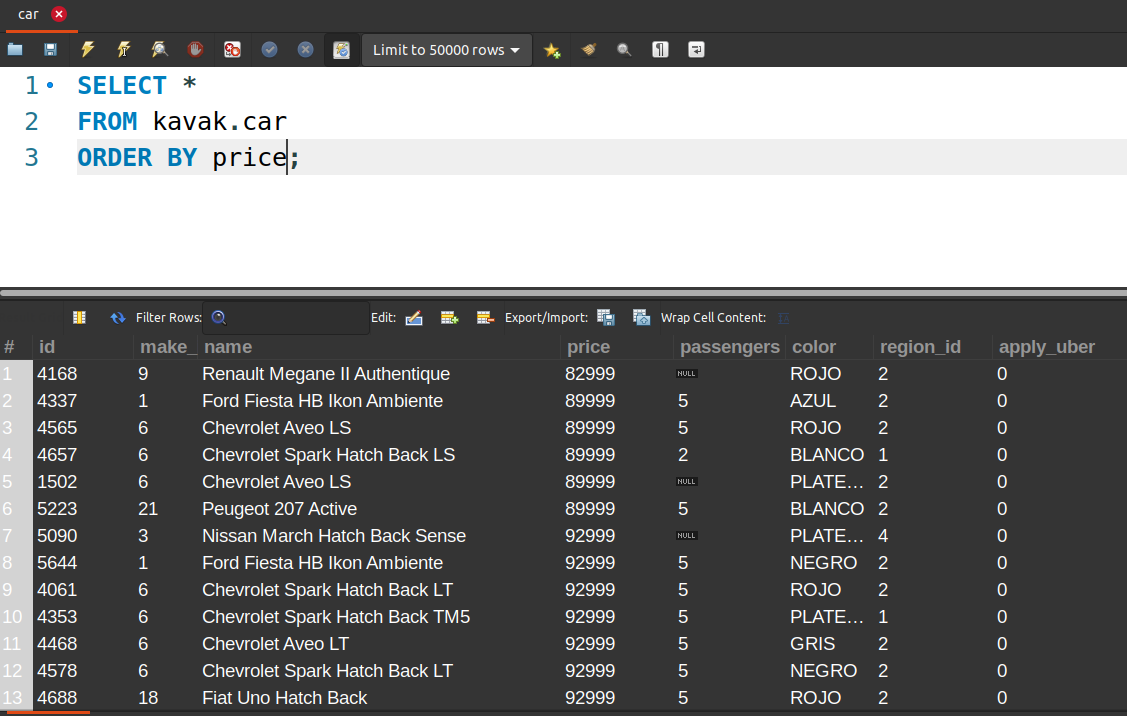 car
Limit to 50000 rows
1 SELECT *
2 FROM kavak.car
3 ORDER BY price;
Filter Rows: Edit: Export/Import: Wrap Cell Content:
# id make_ name price passengers color region_id apply_uber
1 4168 9 Renault Megane II Authentique 82999 NULL ROJO 2 0
2 4337 1 Ford Fiesta HB Ikon Ambiente 89999 5 AZUL 2 0
3 4565 6 Chevrolet Aveo LS 89999 5 ROJO 2 0
4 4657 6 Chevrolet Spark Hatch Back LS 89999 2 BLANCO 1 0
5 1502 6 Chevrolet Aveo LS 89999 NULL PLATE... 2 0
6 5223 21 Peugeot 207 Active 89999 5 BLANCO 2 0
7 5090 3 Nissan March Hatch Back Sense 92999 NULL PLATE... 4 0
8 5644 1 Ford Fiesta HB Ikon Ambiente 92999 5 NEGRO 2 0
9 4061 6 Chevrolet Spark Hatch Back LT 92999 5 ROJO 2 0
10 4353 6 Chevrolet Spark Hatch Back TM5 92999 5 PLATE... 1 0
11 4468 6 Chevrolet Aveo LT 92999 5 GRIS 2 0
12 4578 6 Chevrolet Spark Hatch Back LT 92999 5 NEGRO 2 0
13 4688 18 Fiat Uno Hatch Back 92999 5 ROJO 2 0